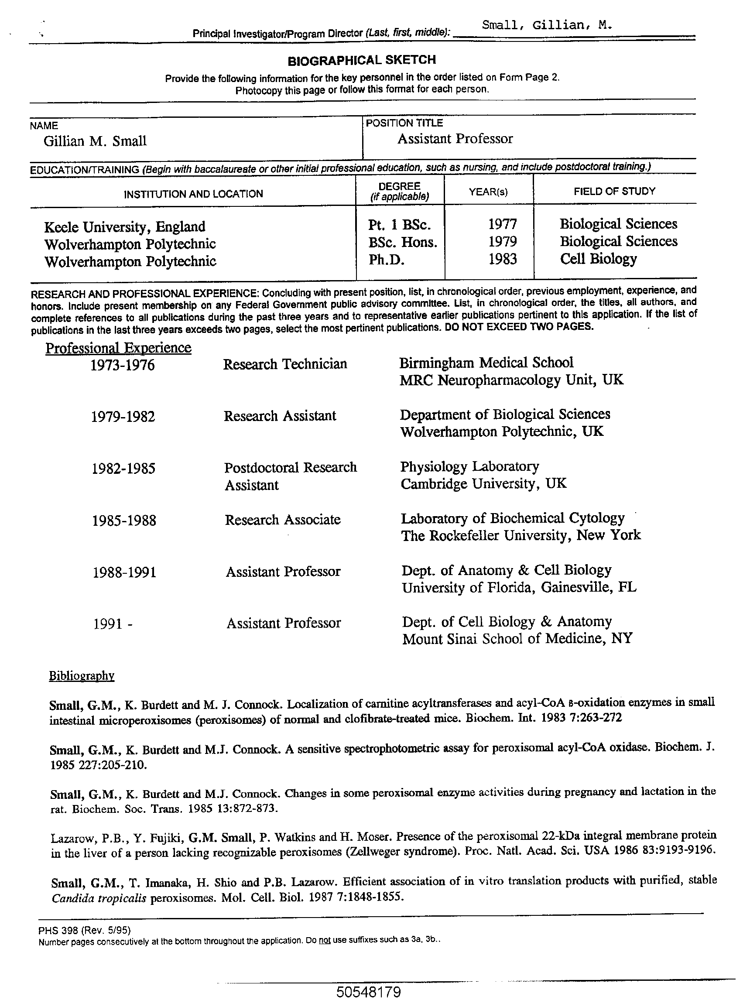 Principal Investigator/Program Director (Last, first, middle): Small, Gillian, M.
BIOGRAPHICAL SKETCH
Provide the following information for the key personnel in the order listed on Form Page 2.
Photocopy this page or follow this format for each person.
NAME
Gillian M. Small
POSITION TITLE
Assistant Professor
EDUCATION/TRAINING (Begin with baccalaureate or other initial professional education, such as nursing, and include postdoctoral training.)
INSTITUTION AND LOCATION DEGREE (if applicable) YEAR(s) FIELD OF STUDY
Keele University, England Pt. 1 BSc. 1977 Biological Sciences
Wolverhampton Polytechnic BSc. Hons. 1979 Biological Sciences
Wolverhampton Polytechnic Ph.D. 1983 Cell Biology
RESEARCH AND PROFESSIONAL EXPERIENCE: Concluding with present position, list, in chronological order, previous employment, experience, and
honors. Include present membership on any Federal Government public advisory committee. List, in chronological order, the titles, all authors, and
complete references to all publications during the past three years and to representative earlier publications pertinent to this application. If the list of
publications in the last three years exceeds two pages, select the most pertinent publications. DO NOT EXCEED TWO PAGES.
Professional Experience
1973-1976 Research Technician Birmingham Medical School
MRC Neuropharmacology Unit, UK
1979-1982 Research Assistant Department of Biological Sciences
Wolverhampton Polytechnic, UK
1982-1985 Postdoctoral Research Physiology Laboratory
Assistant Cambridge University, UK
1985-1988 Research Associate Laboratory of Biochemical Cytology
The Rockefeller University, New York
1988-1991 Assistant Professor Dept. of Anatomy & Cell Biology
University of Florida, Gainesville, FL
1991 - Assistant Professor Dept. of Cell Biology & Anatomy
Mount Sinai School of Medicine, NY
Bibliography
Small, G.M., K. Burdett and M. J. Connock. Localization of carnitine acyltransferases and acyl-CoA ß-oxidation enzymes in small
intestinal microperoxisomes (peroxisomes) of normal and clofibrate-treated mice. Biochem. Int. 1983 7:263-272
Small, G.M., K. Burdett and M.J. Connock. A sensitive spectrophotometric assay for peroxisomal acyl-CoA oxidase. Biochem. J.
1985 227:205-210.
Small, G.M., K. Burdett and M.J. Connock. Changes in some peroxisomal enzyme activities during pregnancy and lactation in the
rat. Biochem. Soc. Trans. 1985 13:872-873.
Lazarow, P.B., Y. Fujiki, G.M. Small, P. Watkins and H. Moser. Presence of the peroxisomal 22-kDa integral membrane protein
in the liver of a person lacking recognizable peroxisomes (Zellweger syndrome). Proc. Natl. Acad. Sci. USA 1986 83:9193-9196.
Small, G.M., T. Imanaka, H. Shio and P.B. Lazarow. Efficient association of in vitro translation products with purified, stable
Candida tropicalis peroxisomes. Mol. Cell. Biol. 1987 7:1848-1855.
PHS 398 (Rev. 5/95)
Number pages consecutively at the bottom throughout the application. Do not use suffixes such as 3a, 3b..
50548179